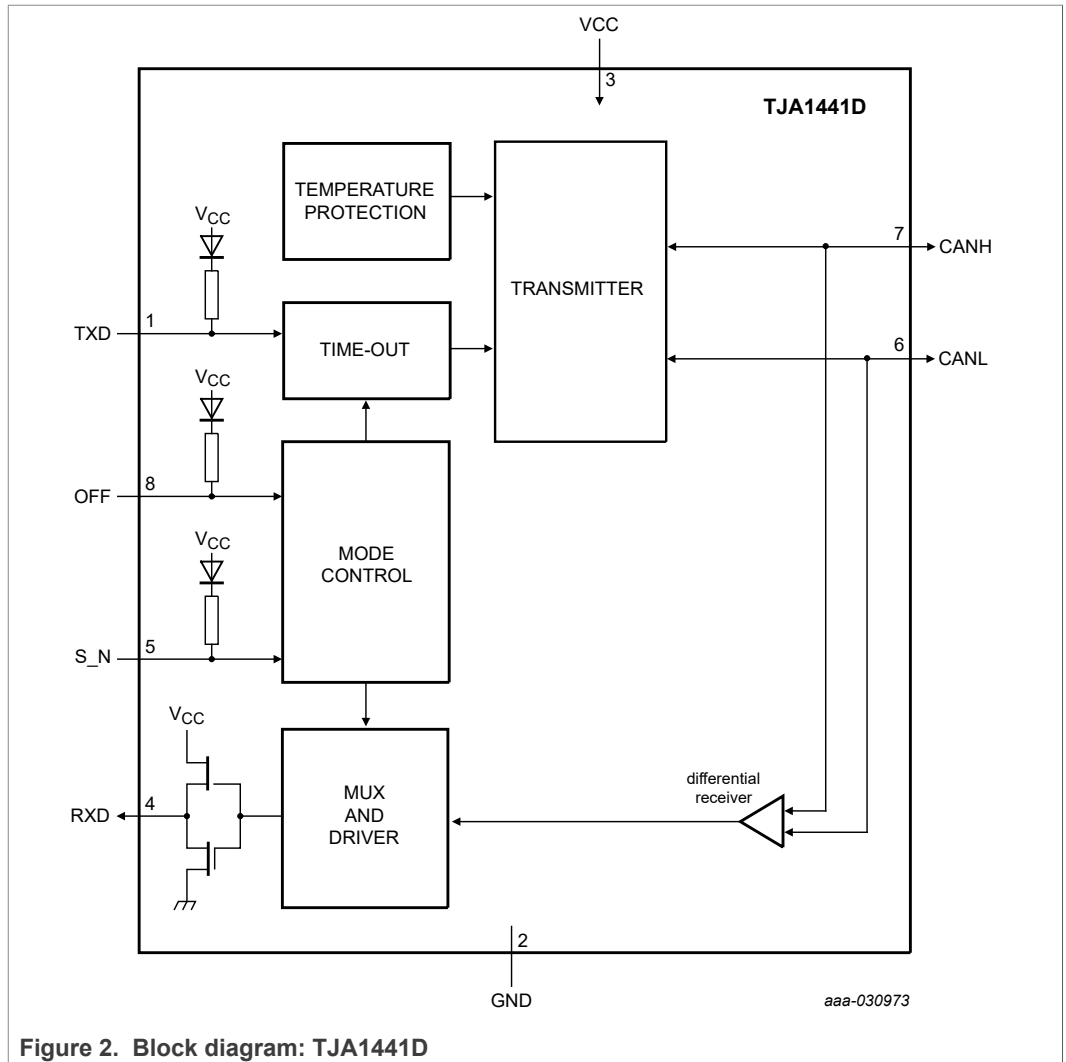 VCC
3
TJA1441D
TEMPERATURE
PROTECTION
VCC
TRANSMITTER
7
CANH
TXD
1
TIME-OUT
6
CANL
VCC
OFF
8
MODE
CONTROL
VCC
S_N
5
VCC
RXD
4
MUX
AND
DRIVER
differential
receiver
2
GND
aaa-030973
Figure 2. Block diagram: TJA1441D